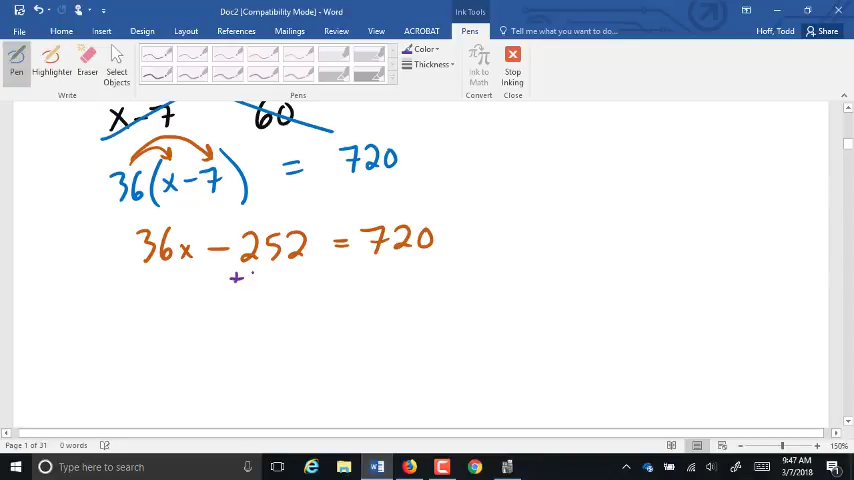 Doc2 [Compatibility Mode] - Word
Ink Tools
Hoff, Todd
File Home Insert Design Layout References Mailings Review View ACROBAT Pens Tell me what you want to do... Share
Pen Highlighter Eraser Select Objects
Color
Thickness
Ink to Math
Stop Inking
Write Pens Convert Close
x-7 60
36(x-7) = 720
36x - 252 = 720
+
Page 1 of 31 0 words 150%
Type here to search
9:47 AM
3/7/2018